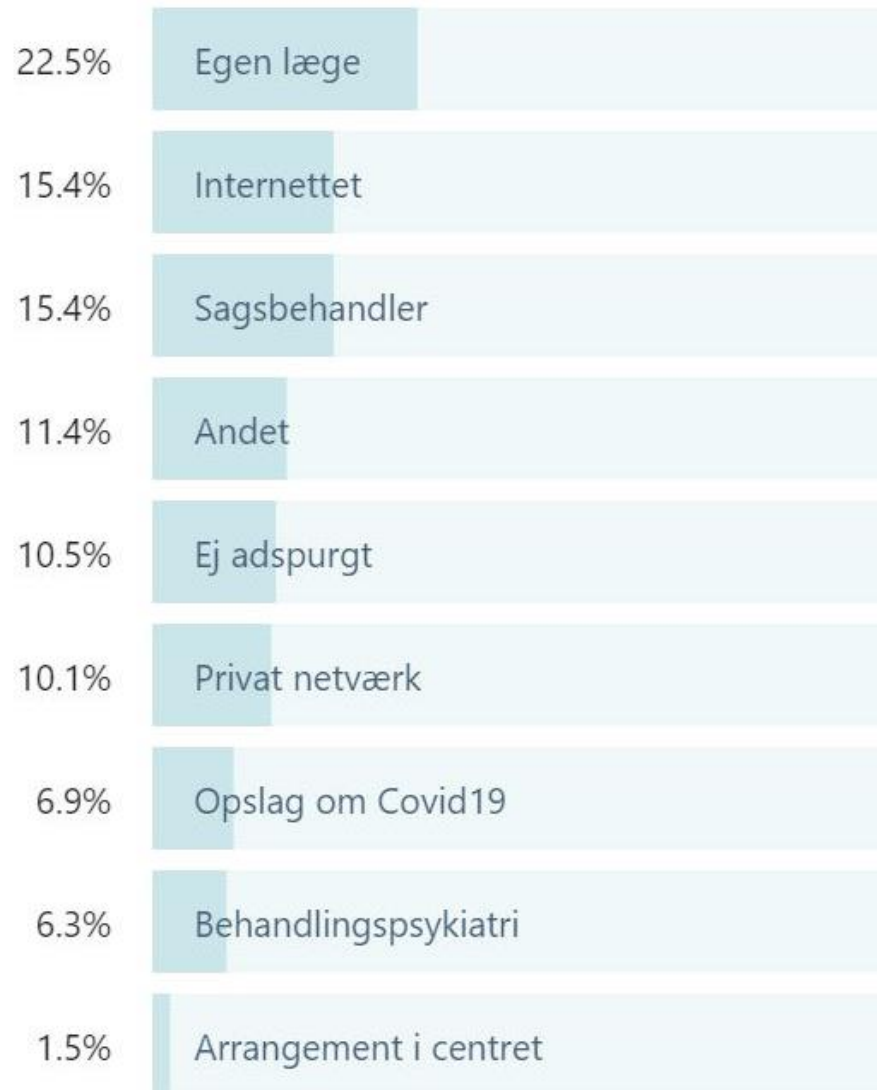 22.5% Egen læge
15.4% Internettet
15.4% Sagsbehandler
11.4% Andet
10.5% Ej adspurgt
10.1% Privat netværk
6.9% Opslag om Covid19
6.3% Behandlingspsykiatri
1.5% Arrangement i centret